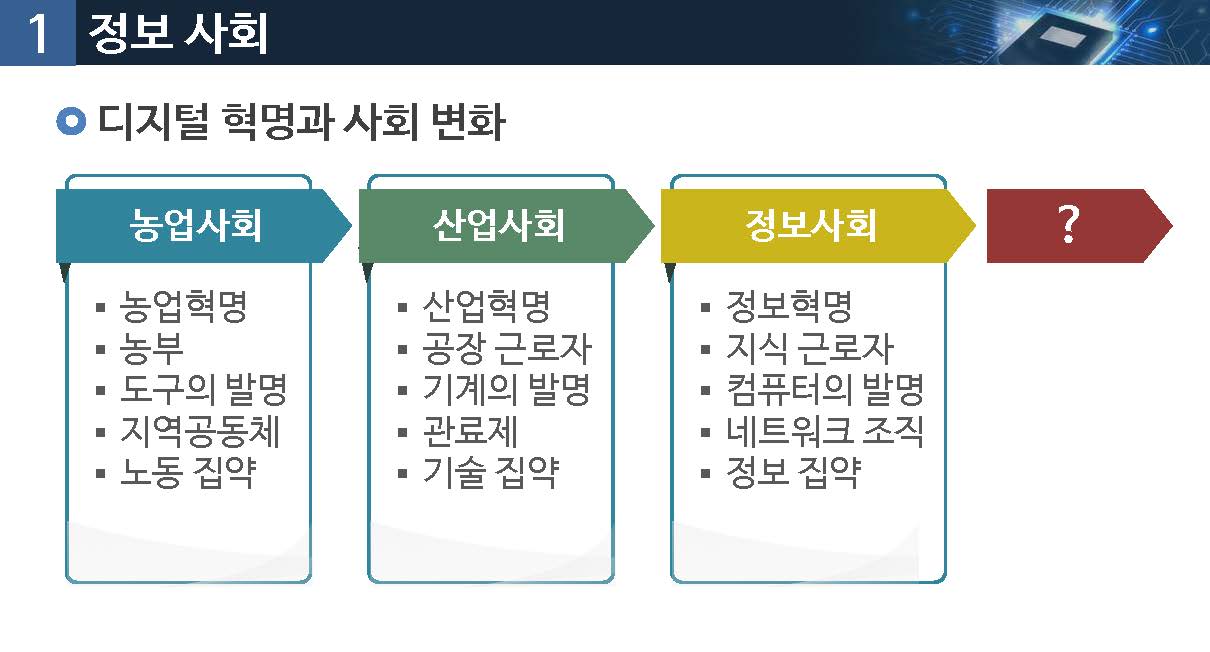 1 정보 사회
디지털 혁명과 사회 변화
농업사회
▪ 농업혁명
▪ 농부
▪ 도구의 발명
▪ 지역공동체
▪ 노동 집약
산업사회
▪ 산업혁명
▪ 공장 근로자
▪ 기계의 발명
▪ 관료제
▪ 기술 집약
정보사회
▪ 정보혁명
▪ 지식 근로자
▪ 컴퓨터의 발명
▪ 네트워크 조직
▪ 정보 집약
?